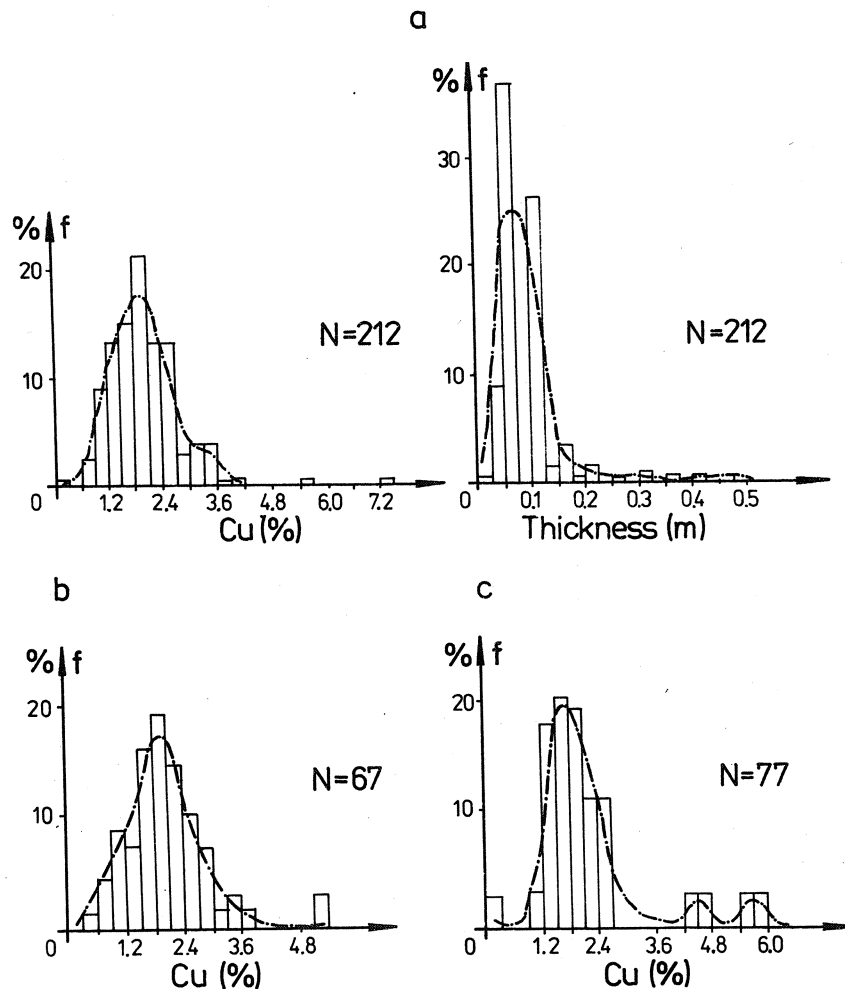 a
% f
20
10
0
1.2 2.4 3.6 4.8 6.0 7.2
Cu (%)
N=212
% f
30
20
10
0
0.1 0.2 0.3 0.4 0.5
Thickness (m)
N=212
b
% f
20
10
0
1.2 2.4 3.6 4.8
Cu (%)
N=67
c
% f
20
10
0
1.2 2.4 3.6 4.8 6.0
Cu (%)
N=77